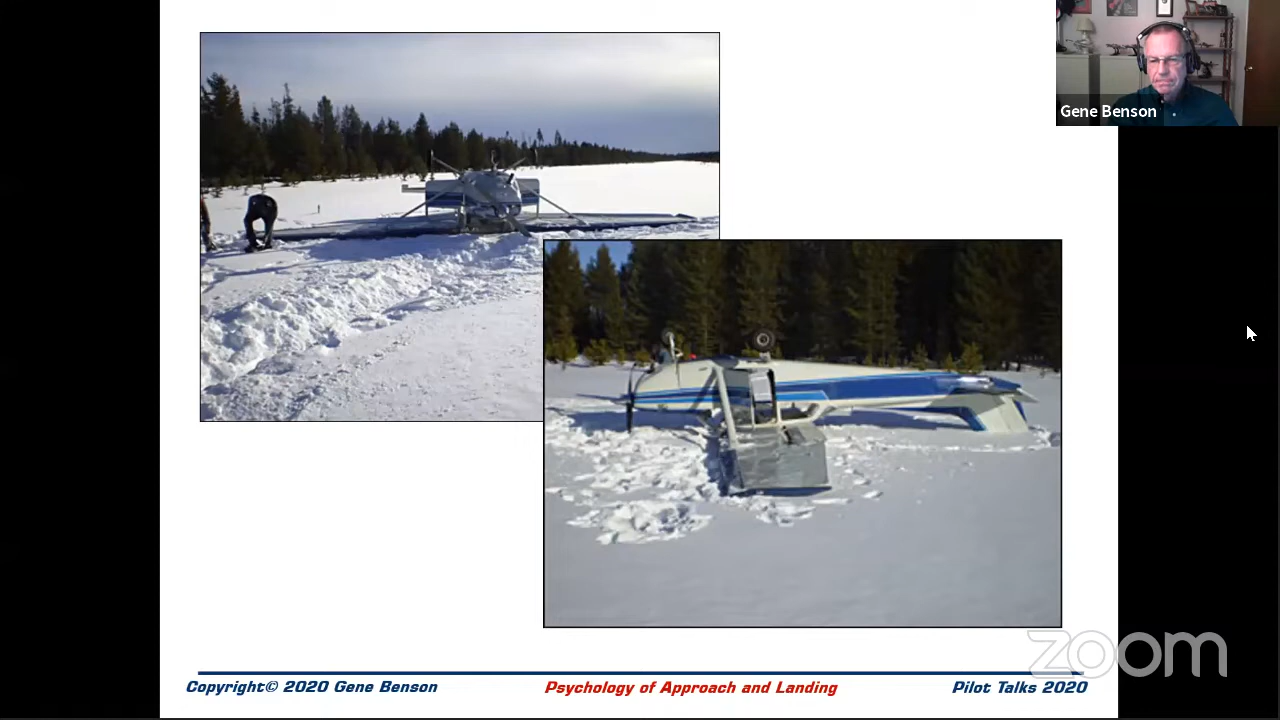 Gene Benson
zoom
Copyright© 2020 Gene Benson
Psychology of Approach and Landing
Pilot Talks 2020